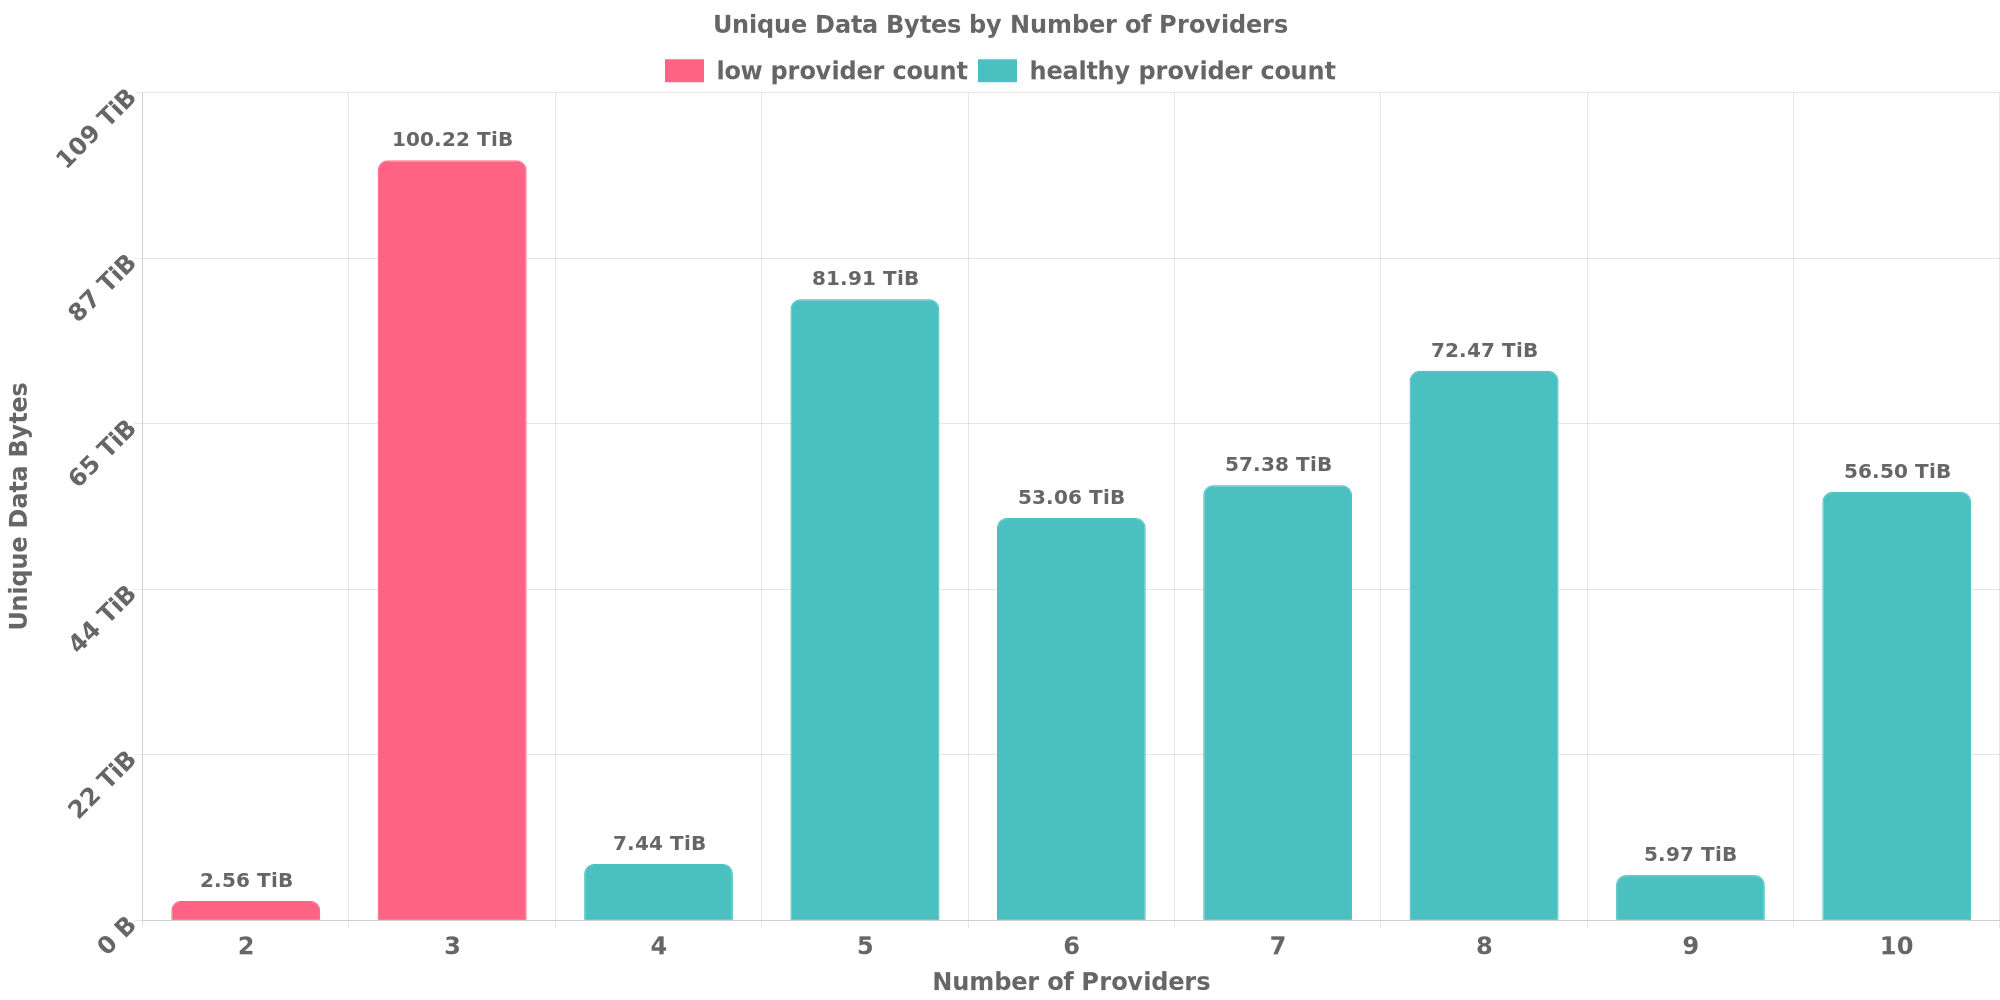 Unique Data Bytes by Number of Providers
low provider count healthy provider count
109 TiB
87 TiB
65 TiB
44 TiB
22 TiB
0 B
Unique Data Bytes
2.56 TiB
100.22 TiB
7.44 TiB
81.91 TiB
53.06 TiB
57.38 TiB
72.47 TiB
5.97 TiB
56.50 TiB
2 3 4 5 6 7 8 9 10
Number of Providers